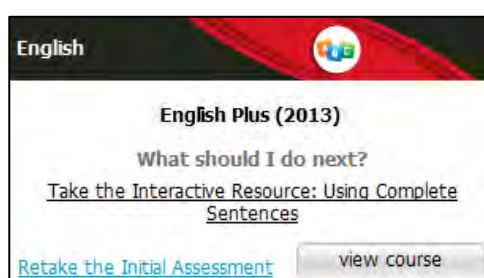 English
English Plus (2013)
What should I do next?
Take the Interactive Resource: Using Complete
Sentences
Retake the Initial Assessment
view course